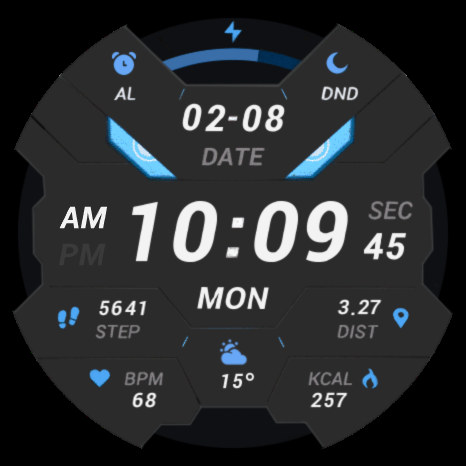 AL
DND
02-08
DATE
AM
PM
10:09
SEC
45
MON
5641
STEP
3.27
DIST
15°
BPM
68
KCAL
257